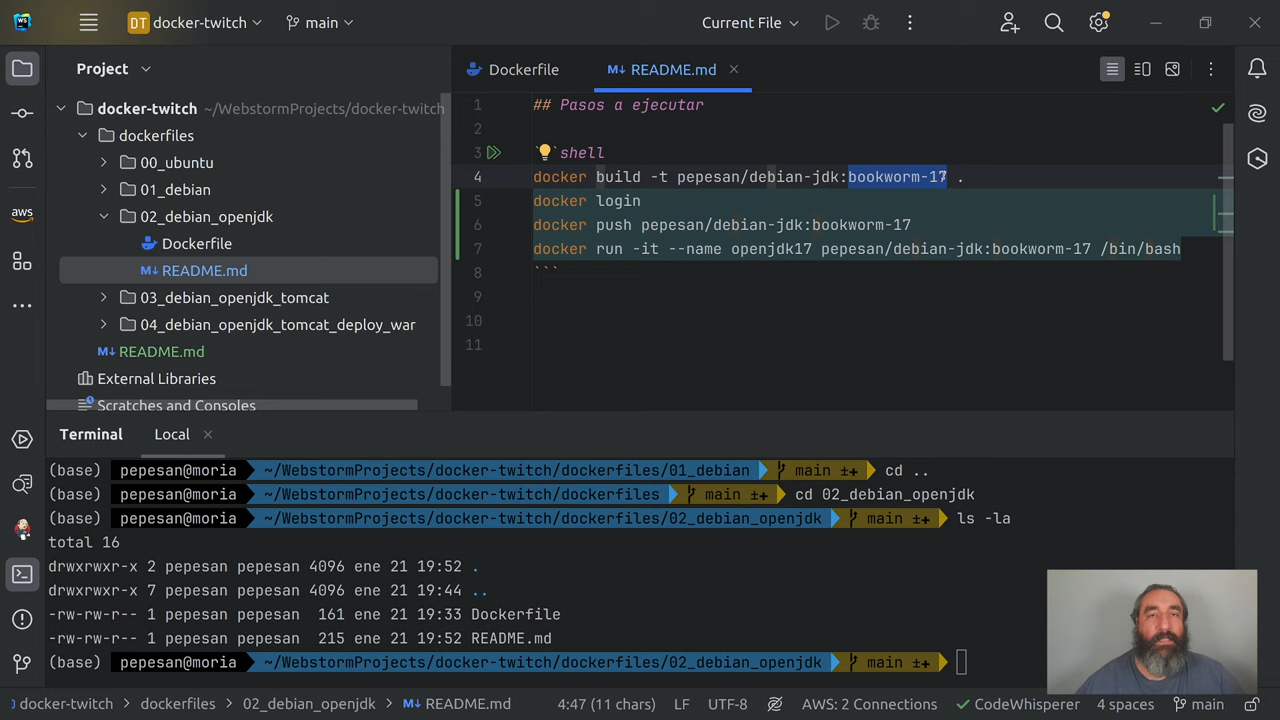 WS
DT docker-twitch
main
Current File
Project
Dockerfile
README.md
docker-twitch ~/WebstormProjects/docker-twitch
dockerfiles
00_ubuntu
01_debian
02_debian_openjdk
Dockerfile
README.md
03_debian_openjdk_tomcat
04_debian_openjdk_tomcat_deploy_war
README.md
External Libraries
Scratches and Consoles
aws
1 ## Pasos a ejecutar
2
3 ```shell
4 docker build -t pepesan/debian-jdk:bookworm-17 .
5 docker login
6 docker push pepesan/debian-jdk:bookworm-17
7 docker run -it --name openjdk17 pepesan/debian-jdk:bookworm-17 /bin/bash
8 ```
9
10
11
Terminal Local
(base) pepesan@moria ~/WebstormProjects/docker-twitch/dockerfiles/01_debian main ±+ cd ..
(base) pepesan@moria ~/WebstormProjects/docker-twitch/dockerfiles main ±+ cd 02_debian_openjdk
(base) pepesan@moria ~/WebstormProjects/docker-twitch/dockerfiles/02_debian_openjdk main ±+ ls -la
total 16
drwxrwxr-x 2 pepesan pepesan 4096 ene 21 19:52 .
drwxrwxr-x 7 pepesan pepesan 4096 ene 21 19:44 ..
-rw-rw-r-- 1 pepesan pepesan  161 ene 21 19:33 Dockerfile
-rw-rw-r-- 1 pepesan pepesan  215 ene 21 19:52 README.md
(base) pepesan@moria ~/WebstormProjects/docker-twitch/dockerfiles/02_debian_openjdk main ±+
docker-twitch > dockerfiles > 02_debian_openjdk > README.md
4:47 (11 chars) LF UTF-8 AWS: 2 Connections CodeWhisperer 4 spaces main